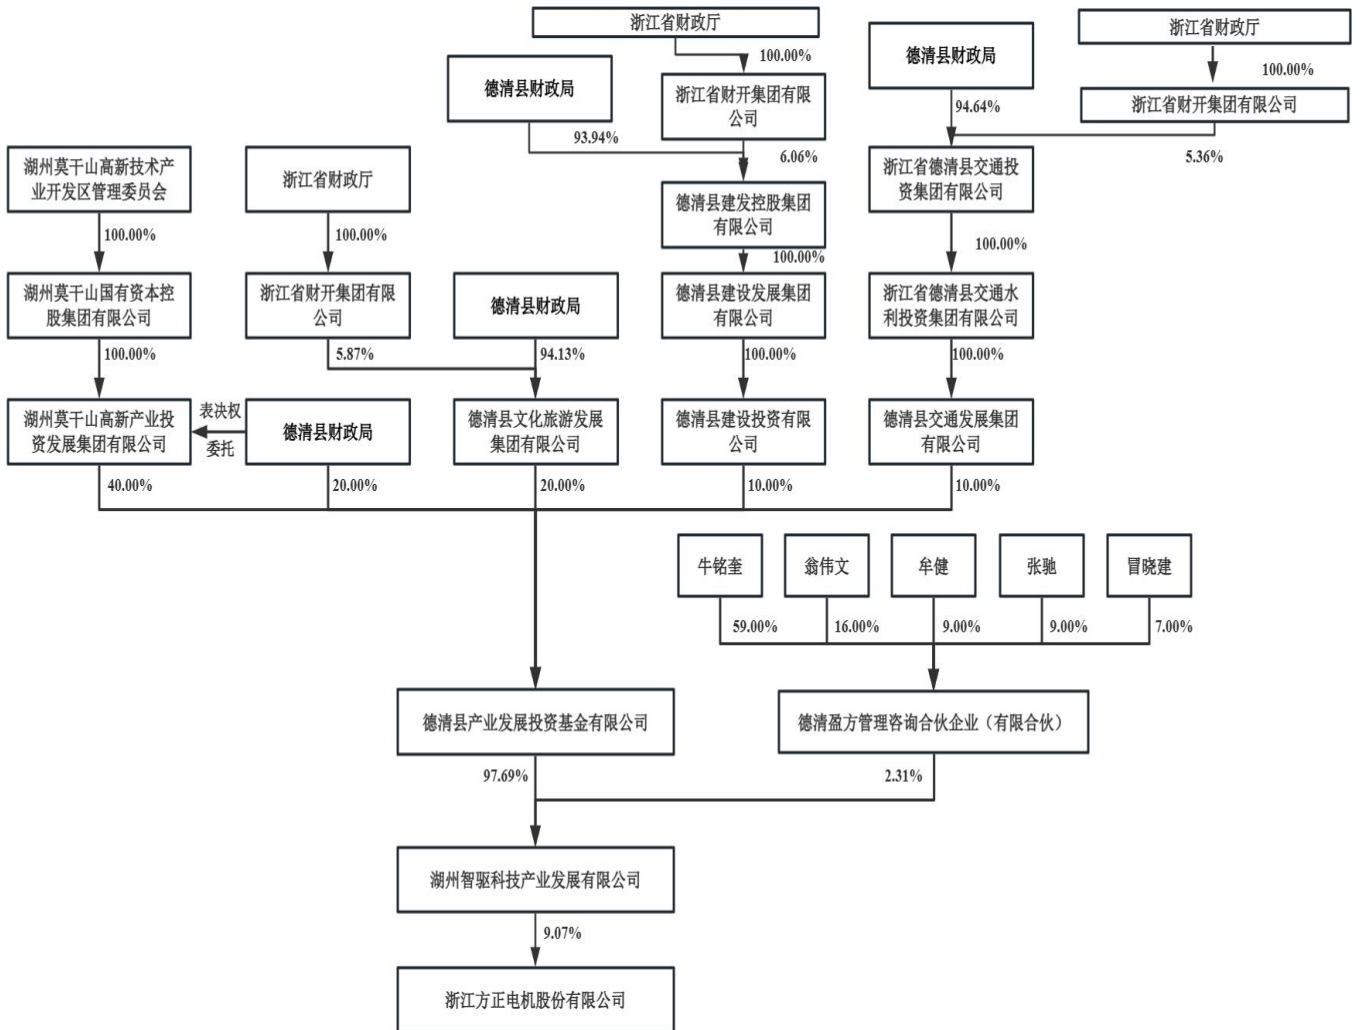 浙江省财政厅
浙江省财政厅
德清县财政局
100.00%
德清县财政局
100.00%
浙江省财开集团有限
公司
94.64%
浙江省财开集团有限公司
93.94%
6.06%
5.36%
湖州莫干山高新技术产
业开发区管理委员会
浙江省财政厅
浙江省德清县交通投
资集团有限公司
德清县建发控股集团
有限公司
100.00%
100.00%
100.00%
100.00%
湖州莫干山国有资本控
股集团有限公司
浙江省财开集团有限
公司
德清县财政局
德清县建设发展集团
有限公司
浙江省德清县交通水
利投资集团有限公司
100.00%
5.87%
94.13%
100.00%
100.00%
湖州莫干山高新产业投
资发展集团有限公司
表决权
委托
德清县财政局
德清县文化旅游发展
集团有限公司
德清县建设投资有限
公司
德清县交通发展集团
有限公司
40.00%
20.00%
20.00%
10.00%
10.00%
牛铭奎
翁伟文
牟健
张驰
冒晓建
59.00%
16.00%
9.00%
9.00%
7.00%
德清县产业发展投资基金有限公司
德清盈方管理咨询合伙企业（有限合伙）
97.69%
2.31%
湖州智驱科技产业发展有限公司
9.07%
浙江方正电机股份有限公司